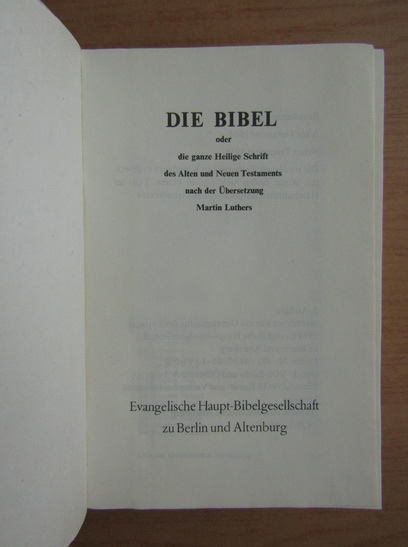 DIE BIBEL
oder
die ganze Heilige Schrift
des Alten und Neuen Testaments
nach der Übersetzung
Martin Luthers
Evangelische Haupt-Bibelgesellschaft
zu Berlin und Altenburg